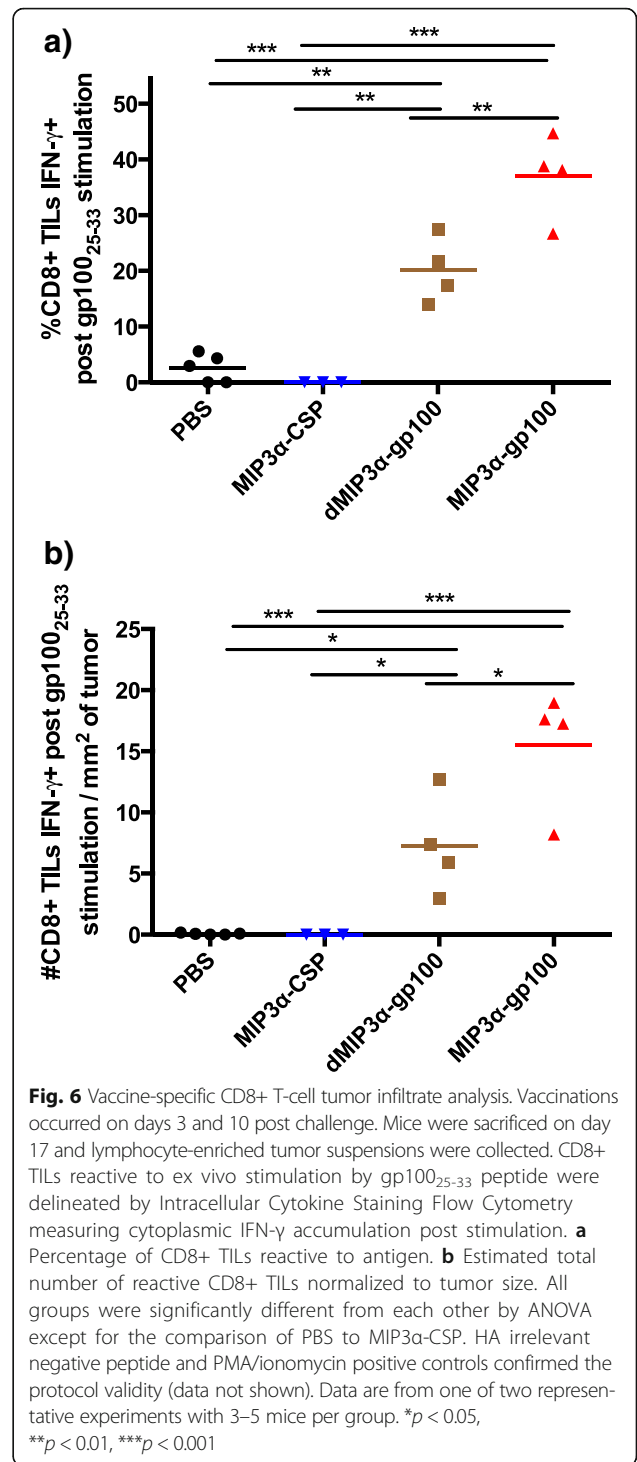 a)
***
***
**
**
**
%CD8+ TILs IFN-γ+
post gp100₂₅₋₃₃ stimulation
50
40
30
20
10
0
PBS
MIP3α-CSP
dMIP3α-gp100
MIP3α-gp100
b)
***
***
*
*
*
#CD8+ TILs IFN-γ+ post gp100₂₅₋₃₃
stimulation / mm² of tumor
25
20
15
10
5
0
PBS
MIP3α-CSP
dMIP3α-gp100
MIP3α-gp100
Fig. 6 Vaccine-specific CD8+ T-cell tumor infiltrate analysis. Vaccinations
occurred on days 3 and 10 post challenge. Mice were sacrificed on day
17 and lymphocyte-enriched tumor suspensions were collected. CD8+
TILs reactive to ex vivo stimulation by gp100₂₅₋₃₃ peptide were
delineated by Intracellular Cytokine Staining Flow Cytometry
measuring cytoplasmic IFN-γ accumulation post stimulation. a
Percentage of CD8+ TILs reactive to antigen. b Estimated total
number of reactive CD8+ TILs normalized to tumor size. All
groups were significantly different from each other by ANOVA
except for the comparison of PBS to MIP3α-CSP. HA irrelevant
negative peptide and PMA/ionomycin positive controls confirmed the
protocol validity (data not shown). Data are from one of two represen-
tative experiments with 3–5 mice per group. *p < 0.05,
**p < 0.01, ***p < 0.001